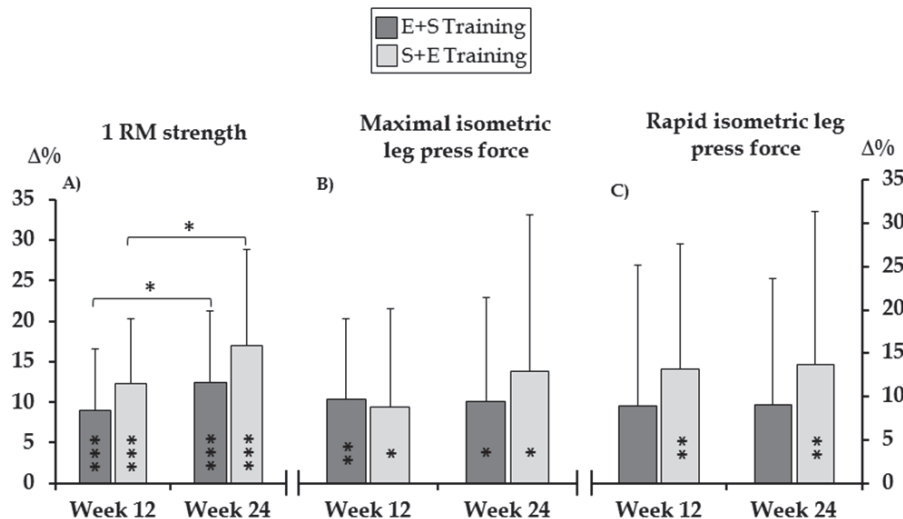 E+S Training
S+E Training
1 RM strength
Maximal isometric
leg press force
Rapid isometric leg
press force
Δ%
Δ%
A)
B)
C)
35
30
25
20
15
10
5
0
*
*
***
***
***
***
**
*
*
*
**
**
35
30
25
20
15
10
5
0
Week 12
Week 24
Week 12
Week 24
Week 12
Week 24